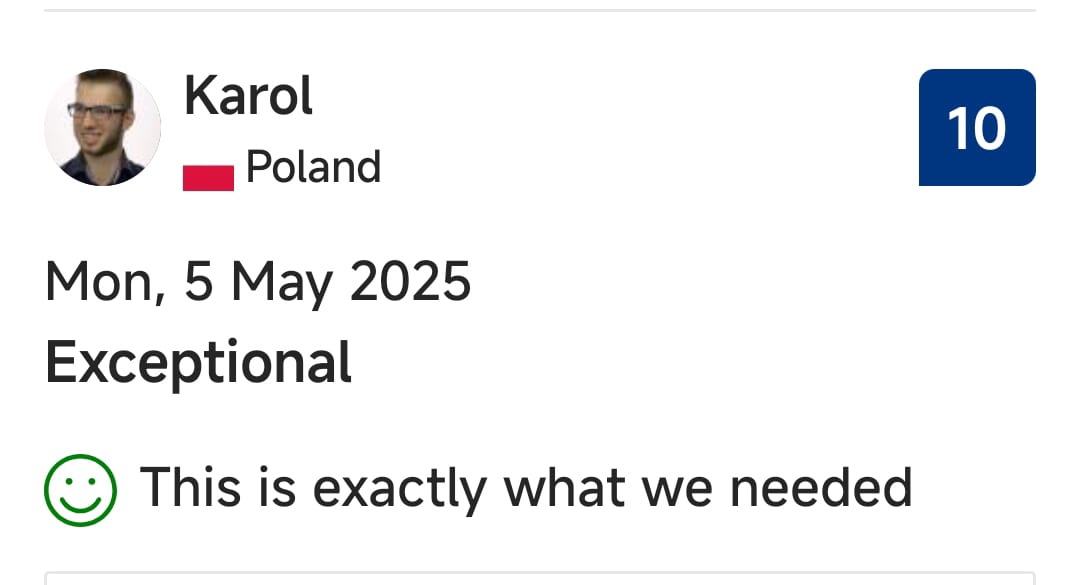 Karol
Poland
10
Mon, 5 May 2025
Exceptional
This is exactly what we needed